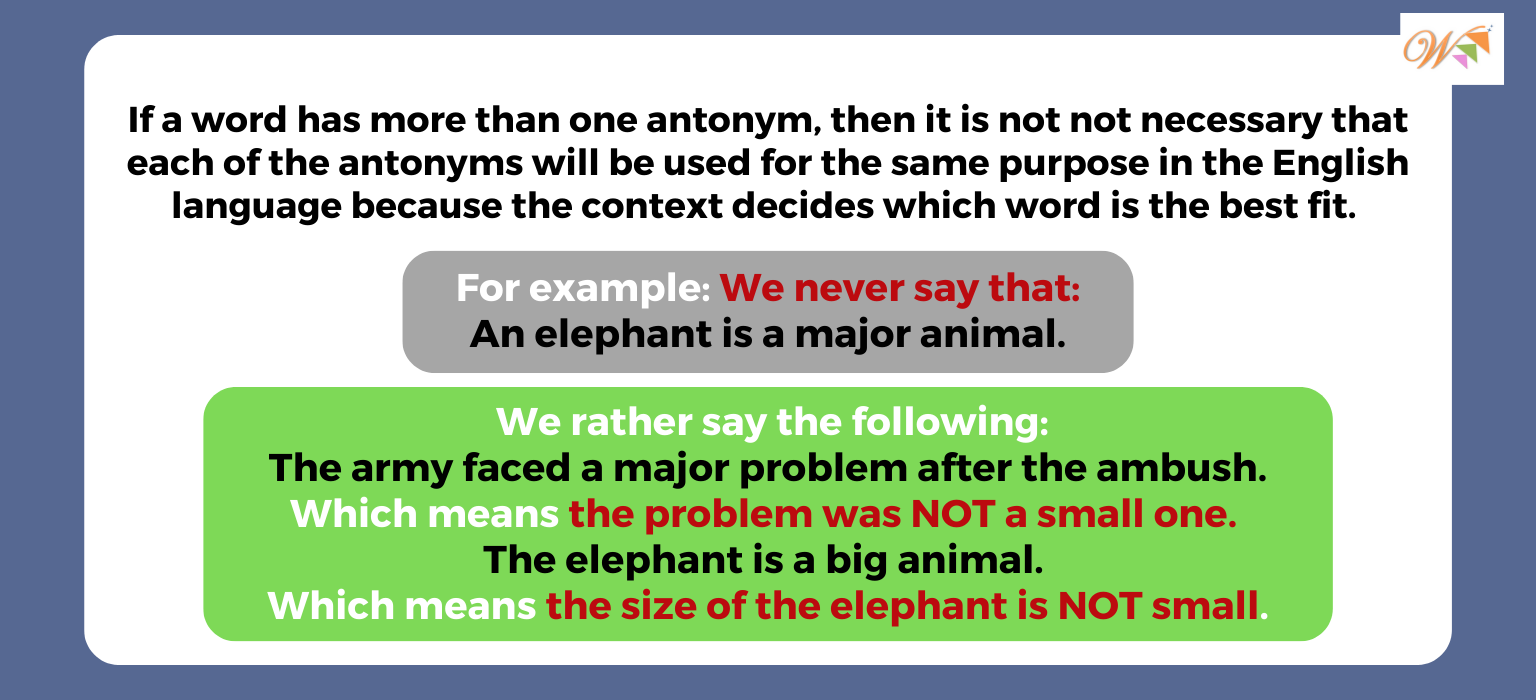 W
If a word has more than one antonym, then it is not not necessary that
each of the antonyms will be used for the same purpose in the English
language because the context decides which word is the best fit.
For example: We never say that:
An elephant is a major animal.
We rather say the following:
The army faced a major problem after the ambush.
Which means the problem was NOT a small one.
The elephant is a big animal.
Which means the size of the elephant is NOT small.